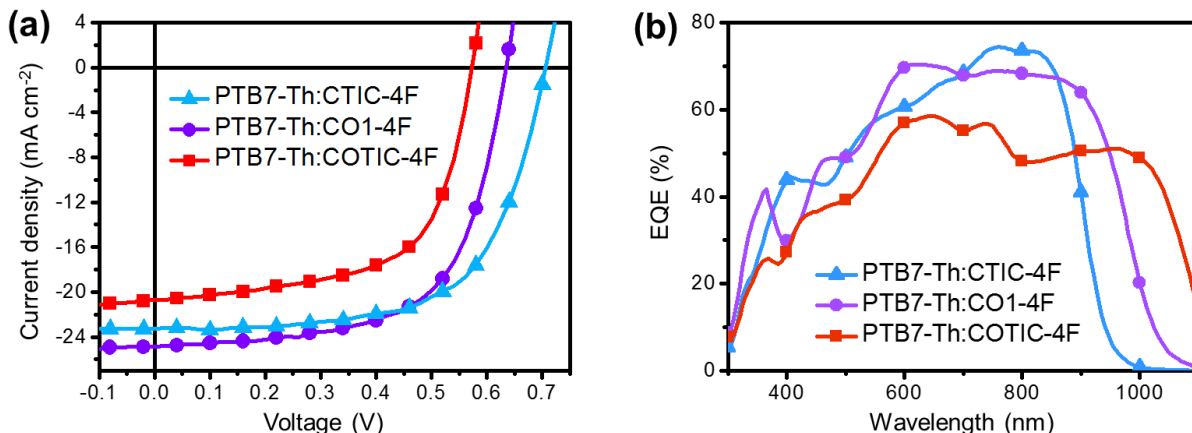 (a)
Current density (mA cm⁻²)
4
0
-4
-8
-12
-16
-20
-24
PTB7-Th:CTIC-4F
PTB7-Th:CO1-4F
PTB7-Th:COTIC-4F
-0.1 0.0 0.1 0.2 0.3 0.4 0.5 0.6 0.7
Voltage (V)
(b)
EQE (%)
80
60
40
20
0
PTB7-Th:CTIC-4F
PTB7-Th:CO1-4F
PTB7-Th:COTIC-4F
400 600 800 1000
Wavelength (nm)